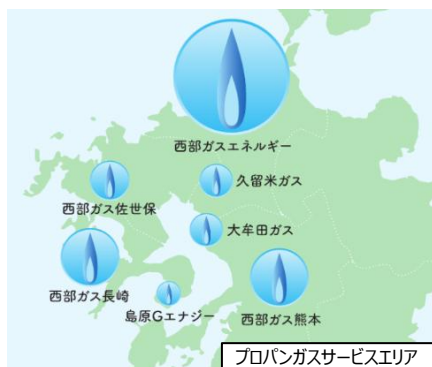 西部ガスエネルギー
久留米ガス
西部ガス佐世保
大牟田ガス
西部ガス長崎
島原Gエナジー
西部ガス熊本
プロパンガスサービスエリア